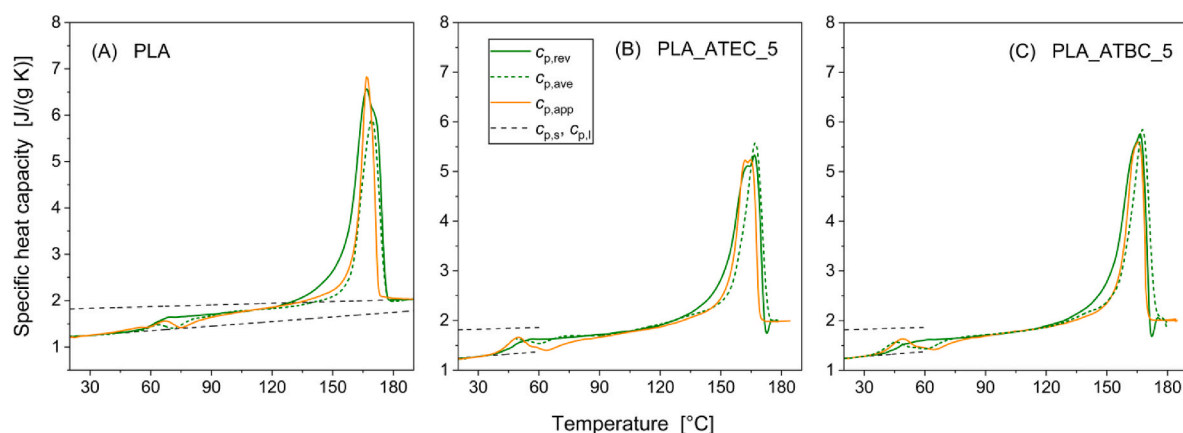 (A) PLA
(B) PLA_ATEC_5
(C) PLA_ATBC_5
cp,rev
cp,ave
cp,app
cp,s, cp,l
Specific heat capacity [J/(g K)]
8
7
6
5
4
3
2
1
30 60 90 120 150 180
8
7
6
5
4
3
2
1
30 60 90 120 150 180
8
7
6
5
4
3
2
1
30 60 90 120 150 180
Temperature [°C]